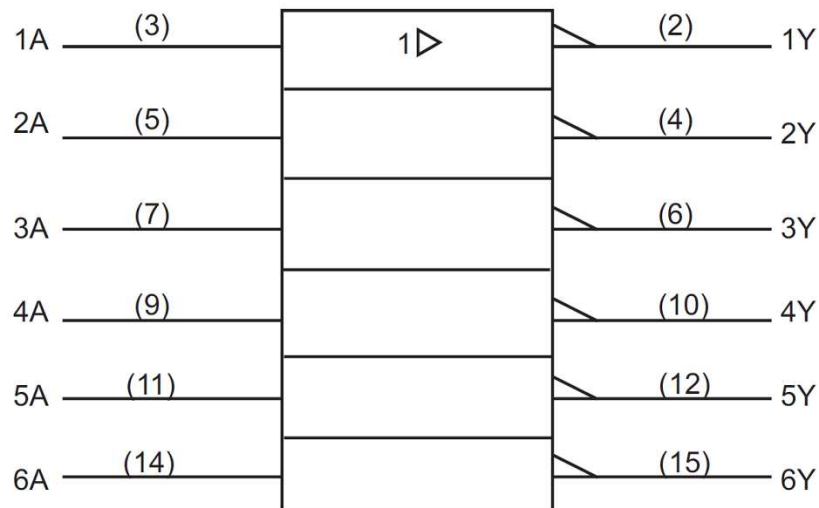 1A (3) 1▷ (2) 1Y
2A (5) (4) 2Y
3A (7) (6) 3Y
4A (9) (10) 4Y
5A (11) (12) 5Y
6A (14) (15) 6Y